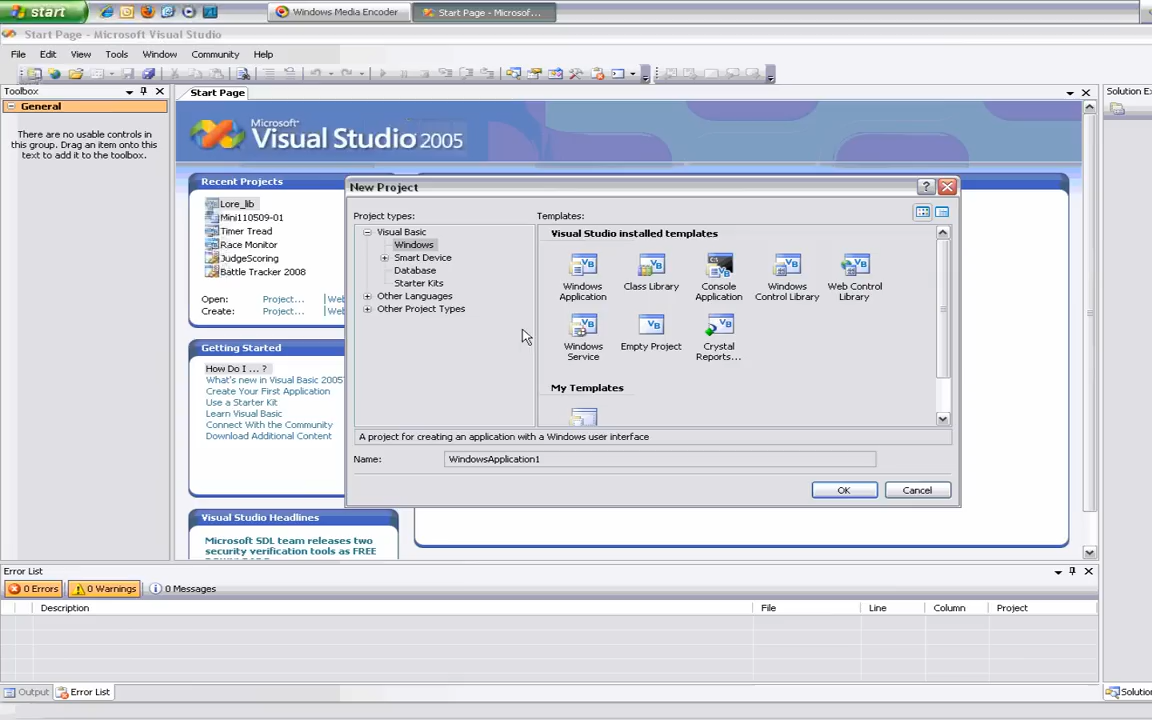 start
Windows Media Encoder
Start Page - Microsof...
Start Page - Microsoft Visual Studio
File Edit View Tools Window Community Help
Toolbox
General
There are no usable controls in
this group. Drag an item onto this
text to add it to the toolbox.
Start Page
Microsoft®
Visual Studio 2005
Recent Projects
Lore_lib
Mini110509-01
Timer Tread
Race Monitor
JudgeScoring
Battle Tracker 2008
Open: Project...
Create: Project...
Getting Started
How Do I ... ?
What's new in Visual Basic 2005
Create Your First Application
Use a Starter Kit
Learn Visual Basic
Connect With the Community
Download Additional Content
Visual Studio Headlines
Microsoft SDL team releases two
security verification tools as FREE
New Project
Project types:
Visual Basic
Windows
Smart Device
Database
Starter Kits
Other Languages
Other Project Types
Templates:
Visual Studio installed templates
Windows Application
Class Library
Console Application
Windows Control Library
Web Control Library
Windows Service
Empty Project
Crystal Reports...
My Templates
A project for creating an application with a Windows user interface
Name: WindowsApplication1
OK Cancel
Solution Ex
Error List
0 Errors 0 Warnings 0 Messages
Description File Line Column Project
Output Error List
Solutio